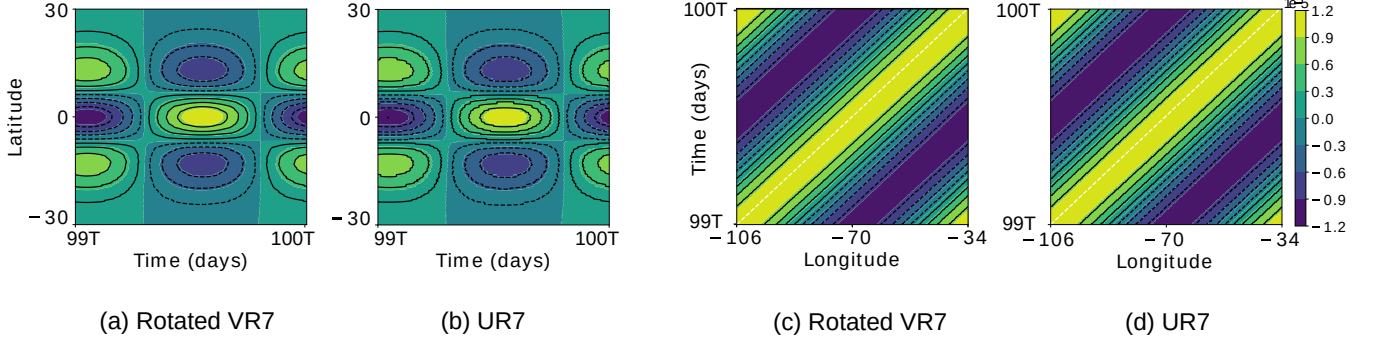 30
0
−30
Latitude
99T
100T
Time (days)
30
0
−30
99T
100T
Time (days)
100T
99T
Time (days)
−106
−70
−34
Longitude
100T
99T
−106
−70
−34
Longitude
1.2
0.9
0.6
0.3
0.0
−0.3
−0.6
−0.9
−1.2
(a) Rotated VR7
(b) UR7
(c) Rotated VR7
(d) UR7